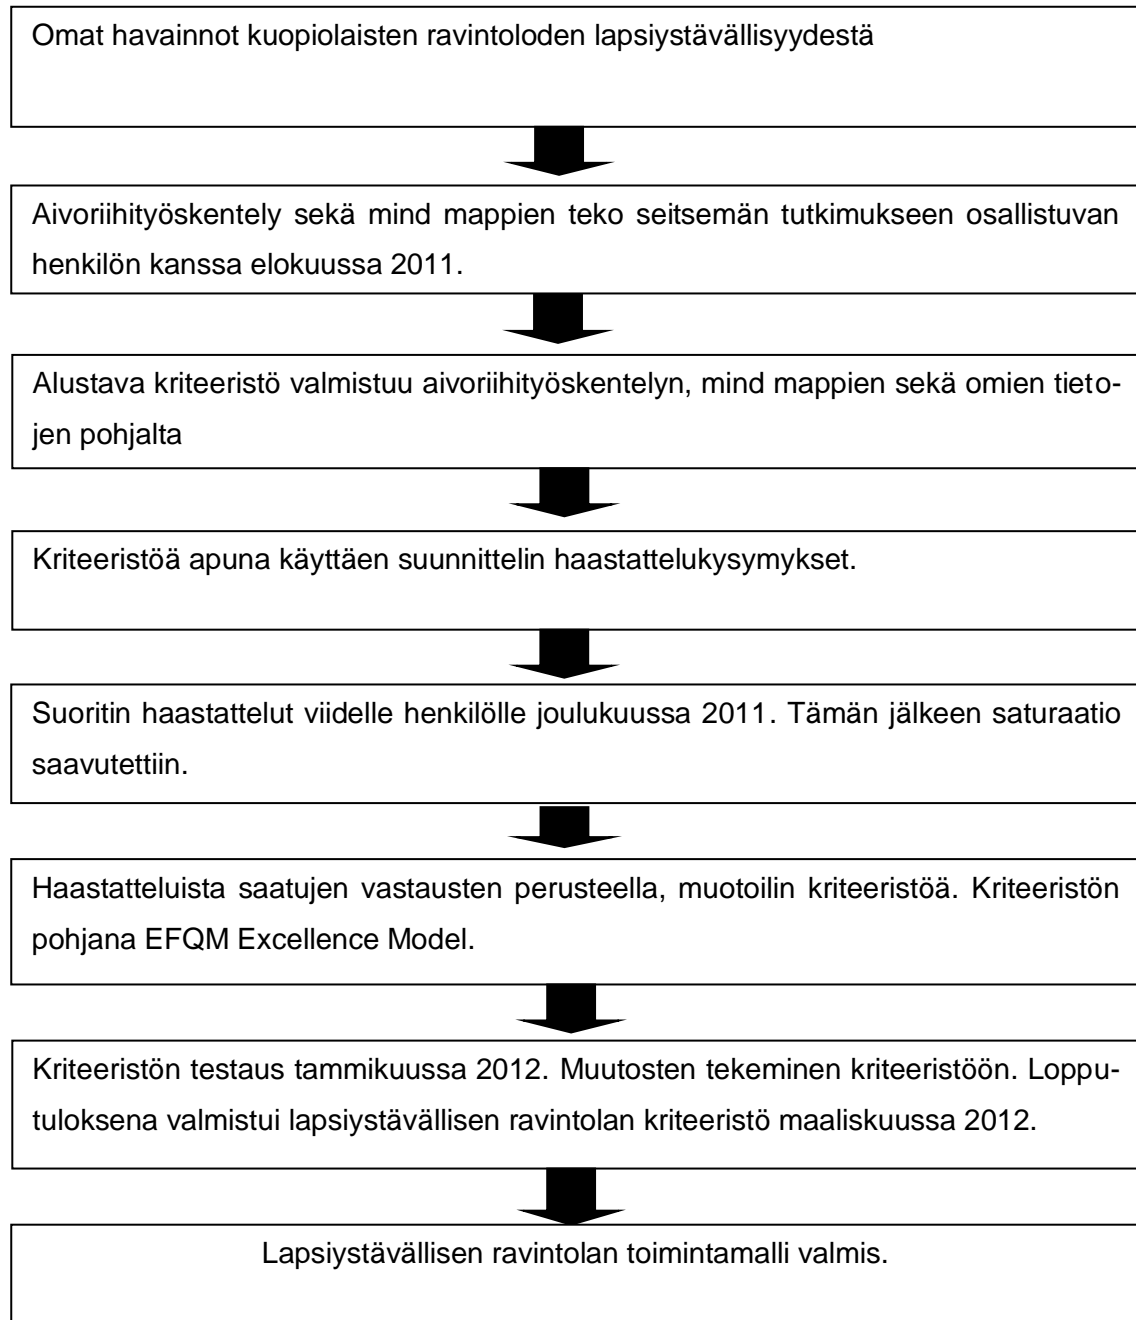 Omat havainnot kuopiolaisten ravintoloden lapsiystävällisyydestä
Aivoriihityöskentely sekä mind mappien teko seitsemän tutkimukseen osallistuvan
henkilön kanssa elokuussa 2011.
Alustava kriteeristö valmistuu aivoriihityöskentelyn, mind mappien sekä omien tieto-
jen pohjalta
Kriteeristöä apuna käyttäen suunnittelin haastattelukysymykset.
Suoritin haastattelut viidelle henkilölle joulukuussa 2011. Tämän jälkeen saturaatio
saavutettiin.
Haastatteluista saatujen vastausten perusteella, muotoilin kriteeristöä. Kriteeristön
pohjana EFQM Excellence Model.
Kriteeristön testaus tammikuussa 2012. Muutosten tekeminen kriteeristöön. Loppu-
tuloksena valmistui lapsiystävällisen ravintolan kriteeristö maaliskuussa 2012.
Lapsiystävällisen ravintolan toimintamalli valmis.